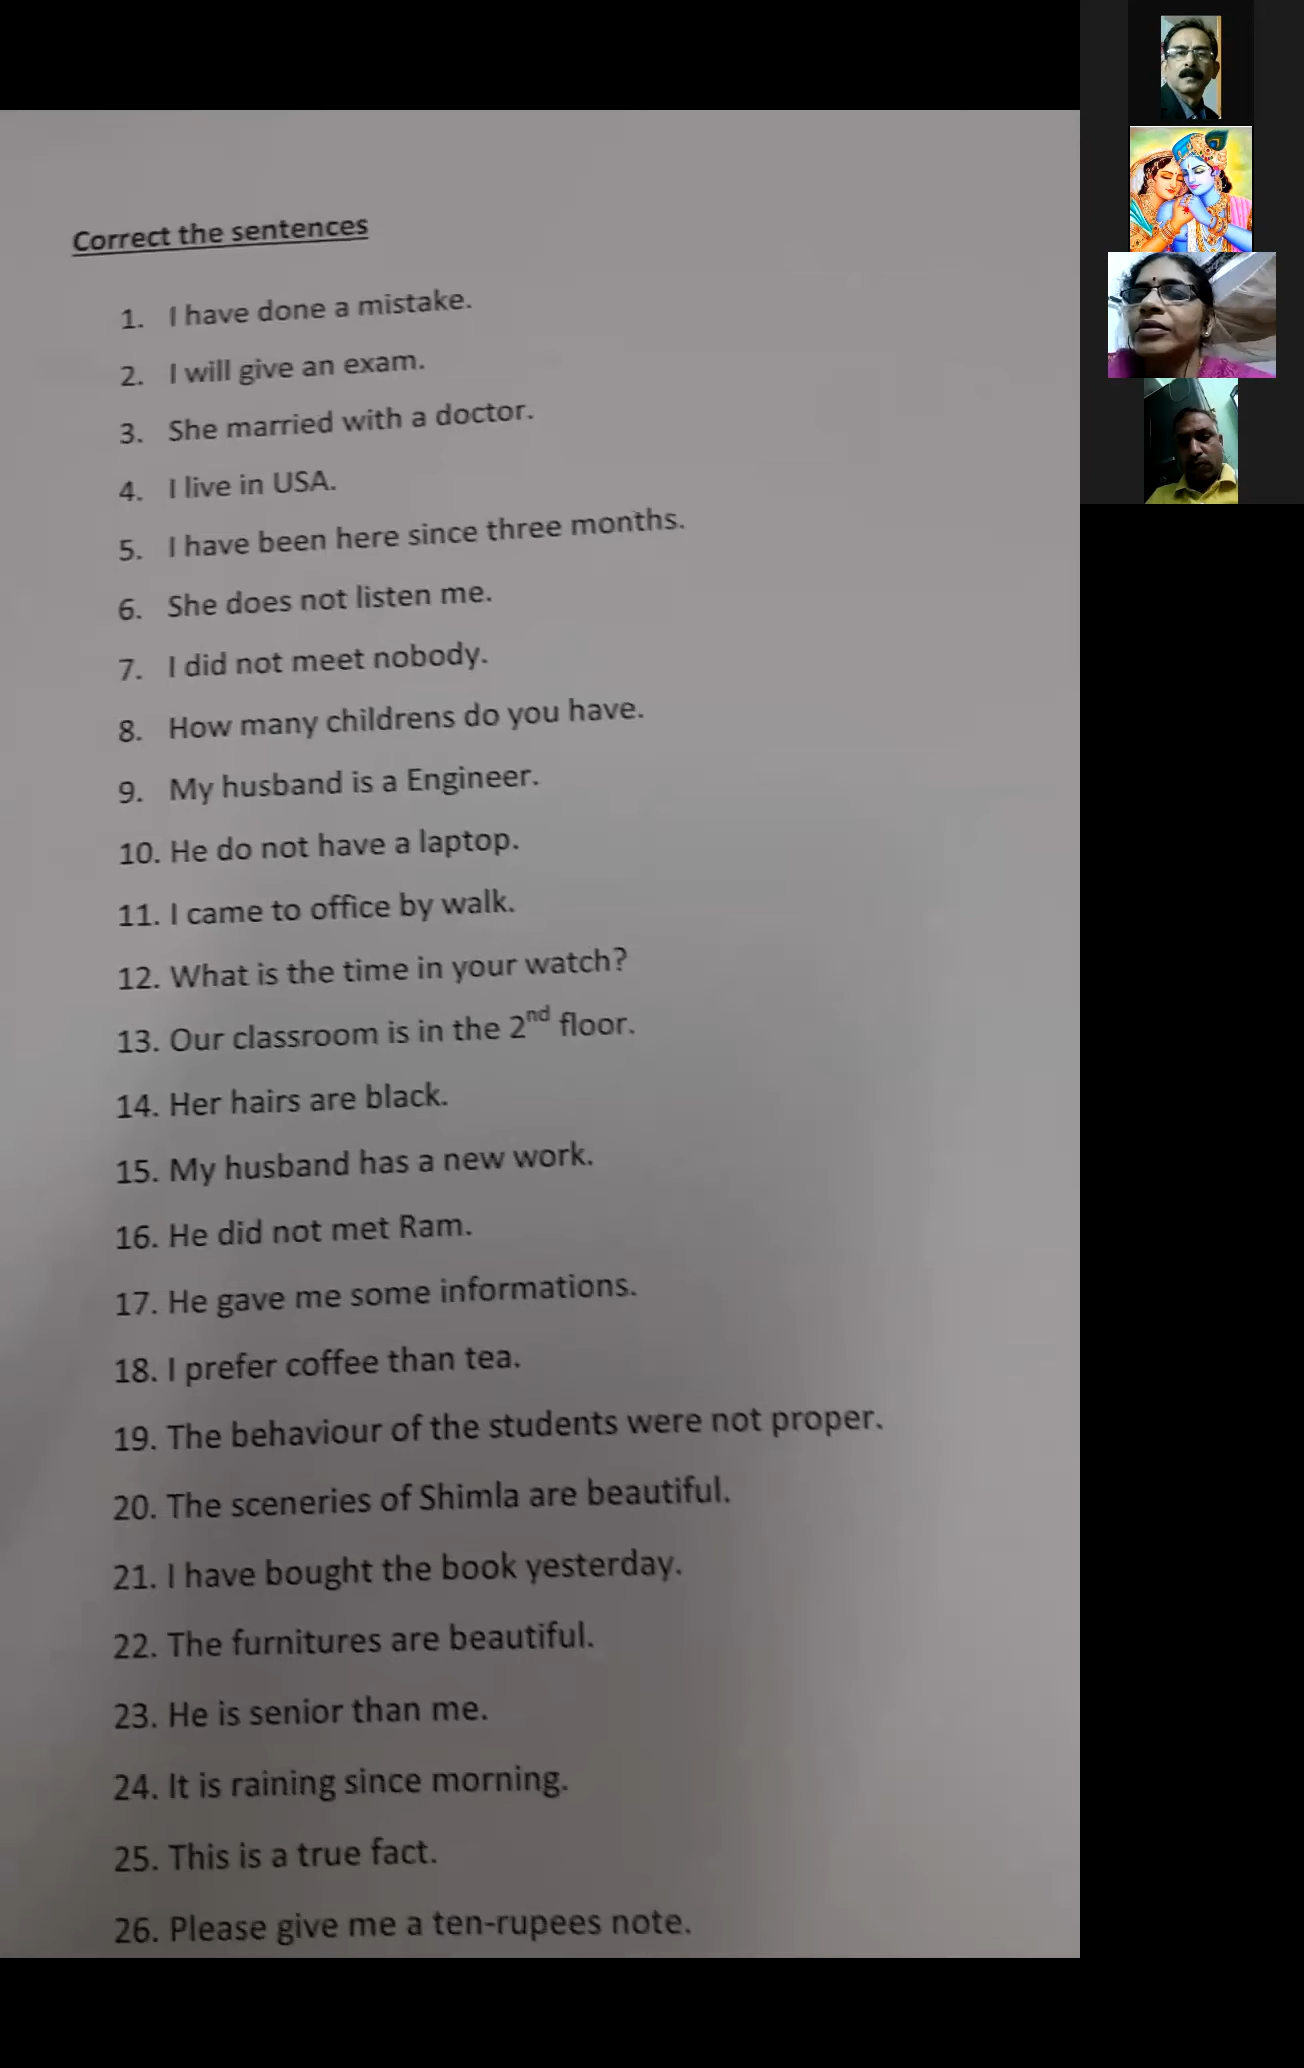 Correct the sentences
1. I have done a mistake.
2. I will give an exam.
3. She married with a doctor.
4. I live in USA.
5. I have been here since three months.
6. She does not listen me.
7. I did not meet nobody.
8. How many childrens do you have.
9. My husband is a Engineer.
10. He do not have a laptop.
11. I came to office by walk.
12. What is the time in your watch?
13. Our classroom is in the 2nd floor.
14. Her hairs are black.
15. My husband has a new work.
16. He did not met Ram.
17. He gave me some informations.
18. I prefer coffee than tea.
19. The behaviour of the students were not proper.
20. The sceneries of Shimla are beautiful.
21. I have bought the book yesterday.
22. The furnitures are beautiful.
23. He is senior than me.
24. It is raining since morning.
25. This is a true fact.
26. Please give me a ten-rupees note.